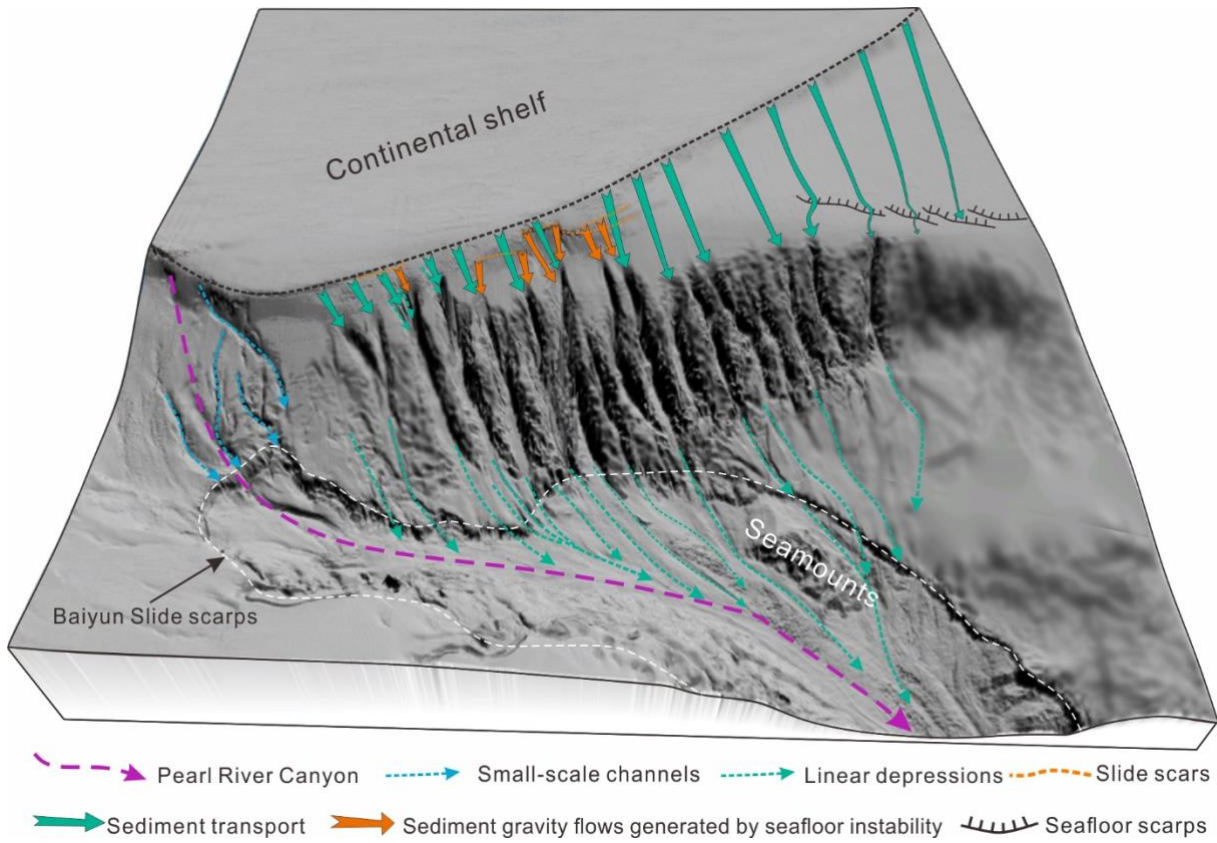 Continental shelf
Seamounts
Baiyun Slide scarps
Pearl River Canyon
Small-scale channels
Linear depressions
Slide scars
Sediment transport
Sediment gravity flows generated by seafloor instability
Seafloor scarps